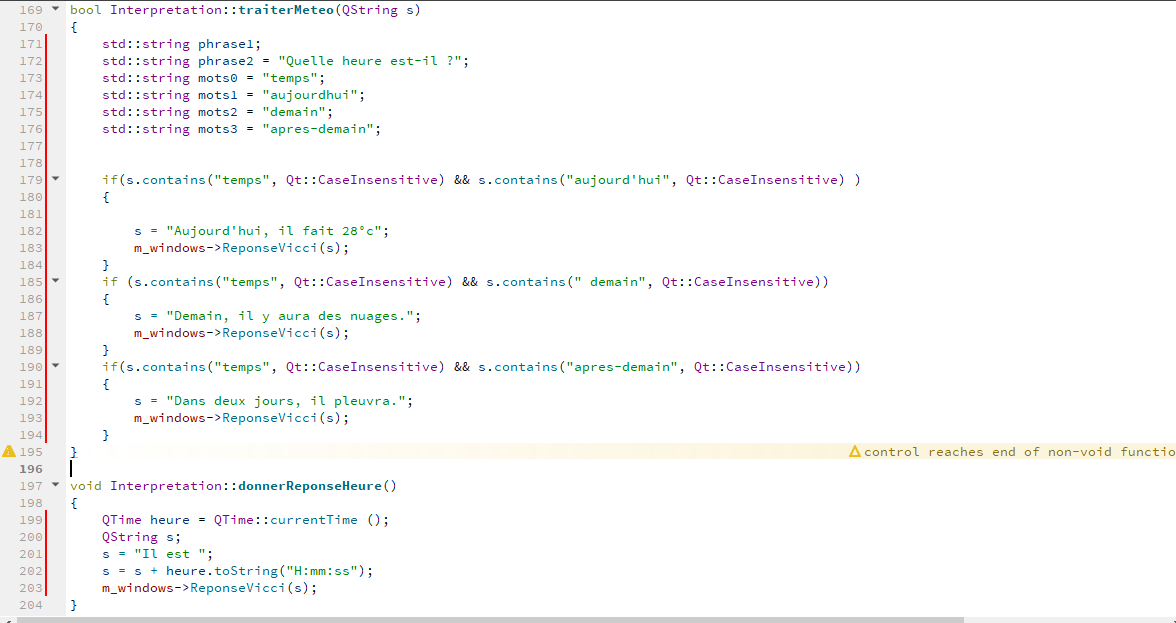 169 bool Interpretation::traiterMeteo(QString s)
170 {
171     std::string phrase1;
172     std::string phrase2 = "Quelle heure est-il ?";
173     std::string mots0 = "temps";
174     std::string mots1 = "aujourdhui";
175     std::string mots2 = "demain";
176     std::string mots3 = "apres-demain";
177
178
179     if(s.contains("temps", Qt::CaseInsensitive) && s.contains("aujourd'hui", Qt::CaseInsensitive) )
180     {
181
182         s = "Aujourd'hui, il fait 28°c";
183         m_windows->ReponseVicci(s);
184     }
185     if (s.contains("temps", Qt::CaseInsensitive) && s.contains(" demain", Qt::CaseInsensitive))
186     {
187         s = "Demain, il y aura des nuages.";
188         m_windows->ReponseVicci(s);
189     }
190     if(s.contains("temps", Qt::CaseInsensitive) && s.contains("apres-demain", Qt::CaseInsensitive))
191     {
192         s = "Dans deux jours, il pleuvra.";
193         m_windows->ReponseVicci(s);
194     }
195 } control reaches end of non-void functio
196
197 void Interpretation::donnerReponseHeure()
198 {
199     QTime heure = QTime::currentTime ();
200     QString s;
201     s = "Il est ";
202     s = s + heure.toString("H:mm:ss");
203     m_windows->ReponseVicci(s);
204 }